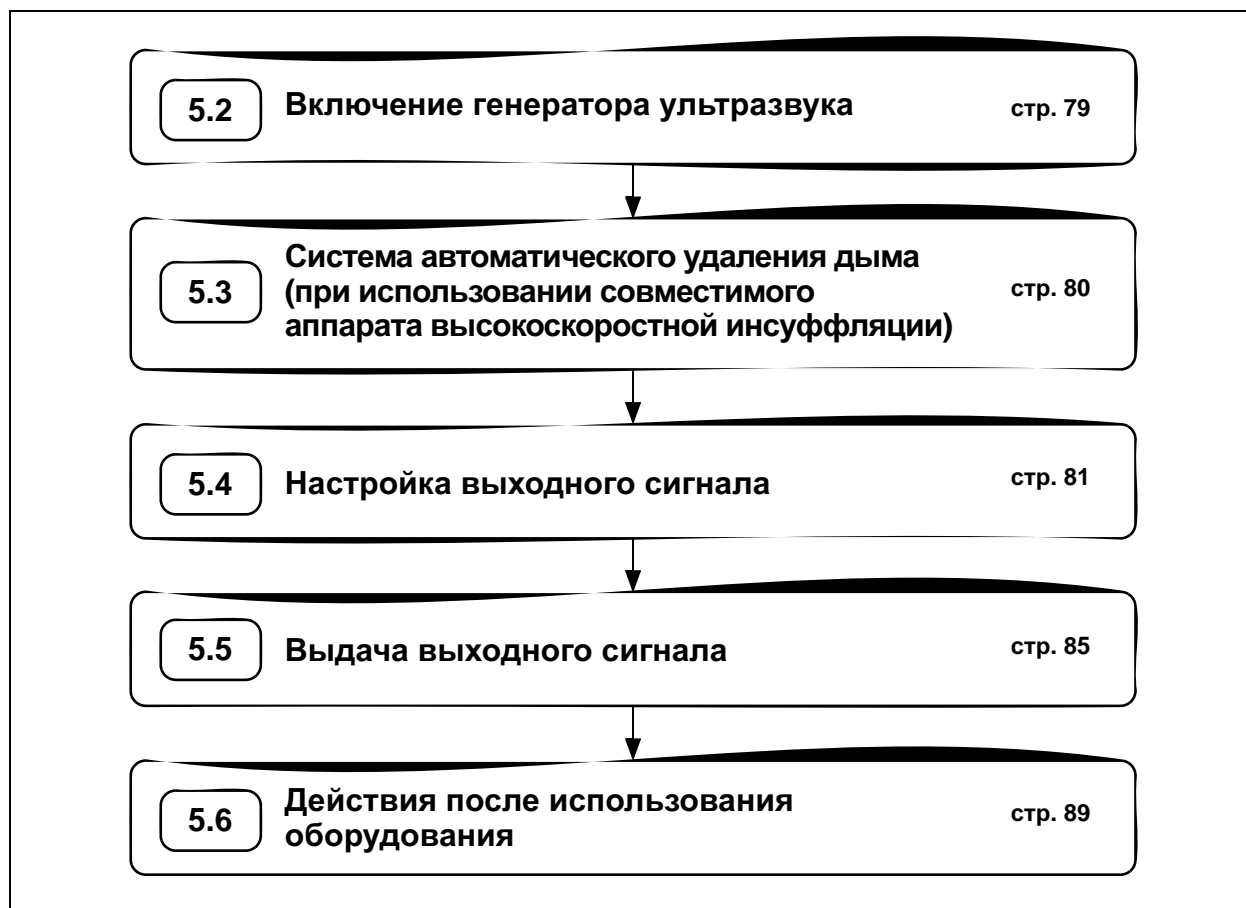 5.2
Включение генератора ультразвука
стр. 79
5.3
Система автоматического удаления дыма
(при использовании совместимого
аппарата высокоскоростной инсуффляции)
стр. 80
5.4
Настройка выходного сигнала
стр. 81
5.5
Выдача выходного сигнала
стр. 85
5.6
Действия после использования
оборудования
стр. 89